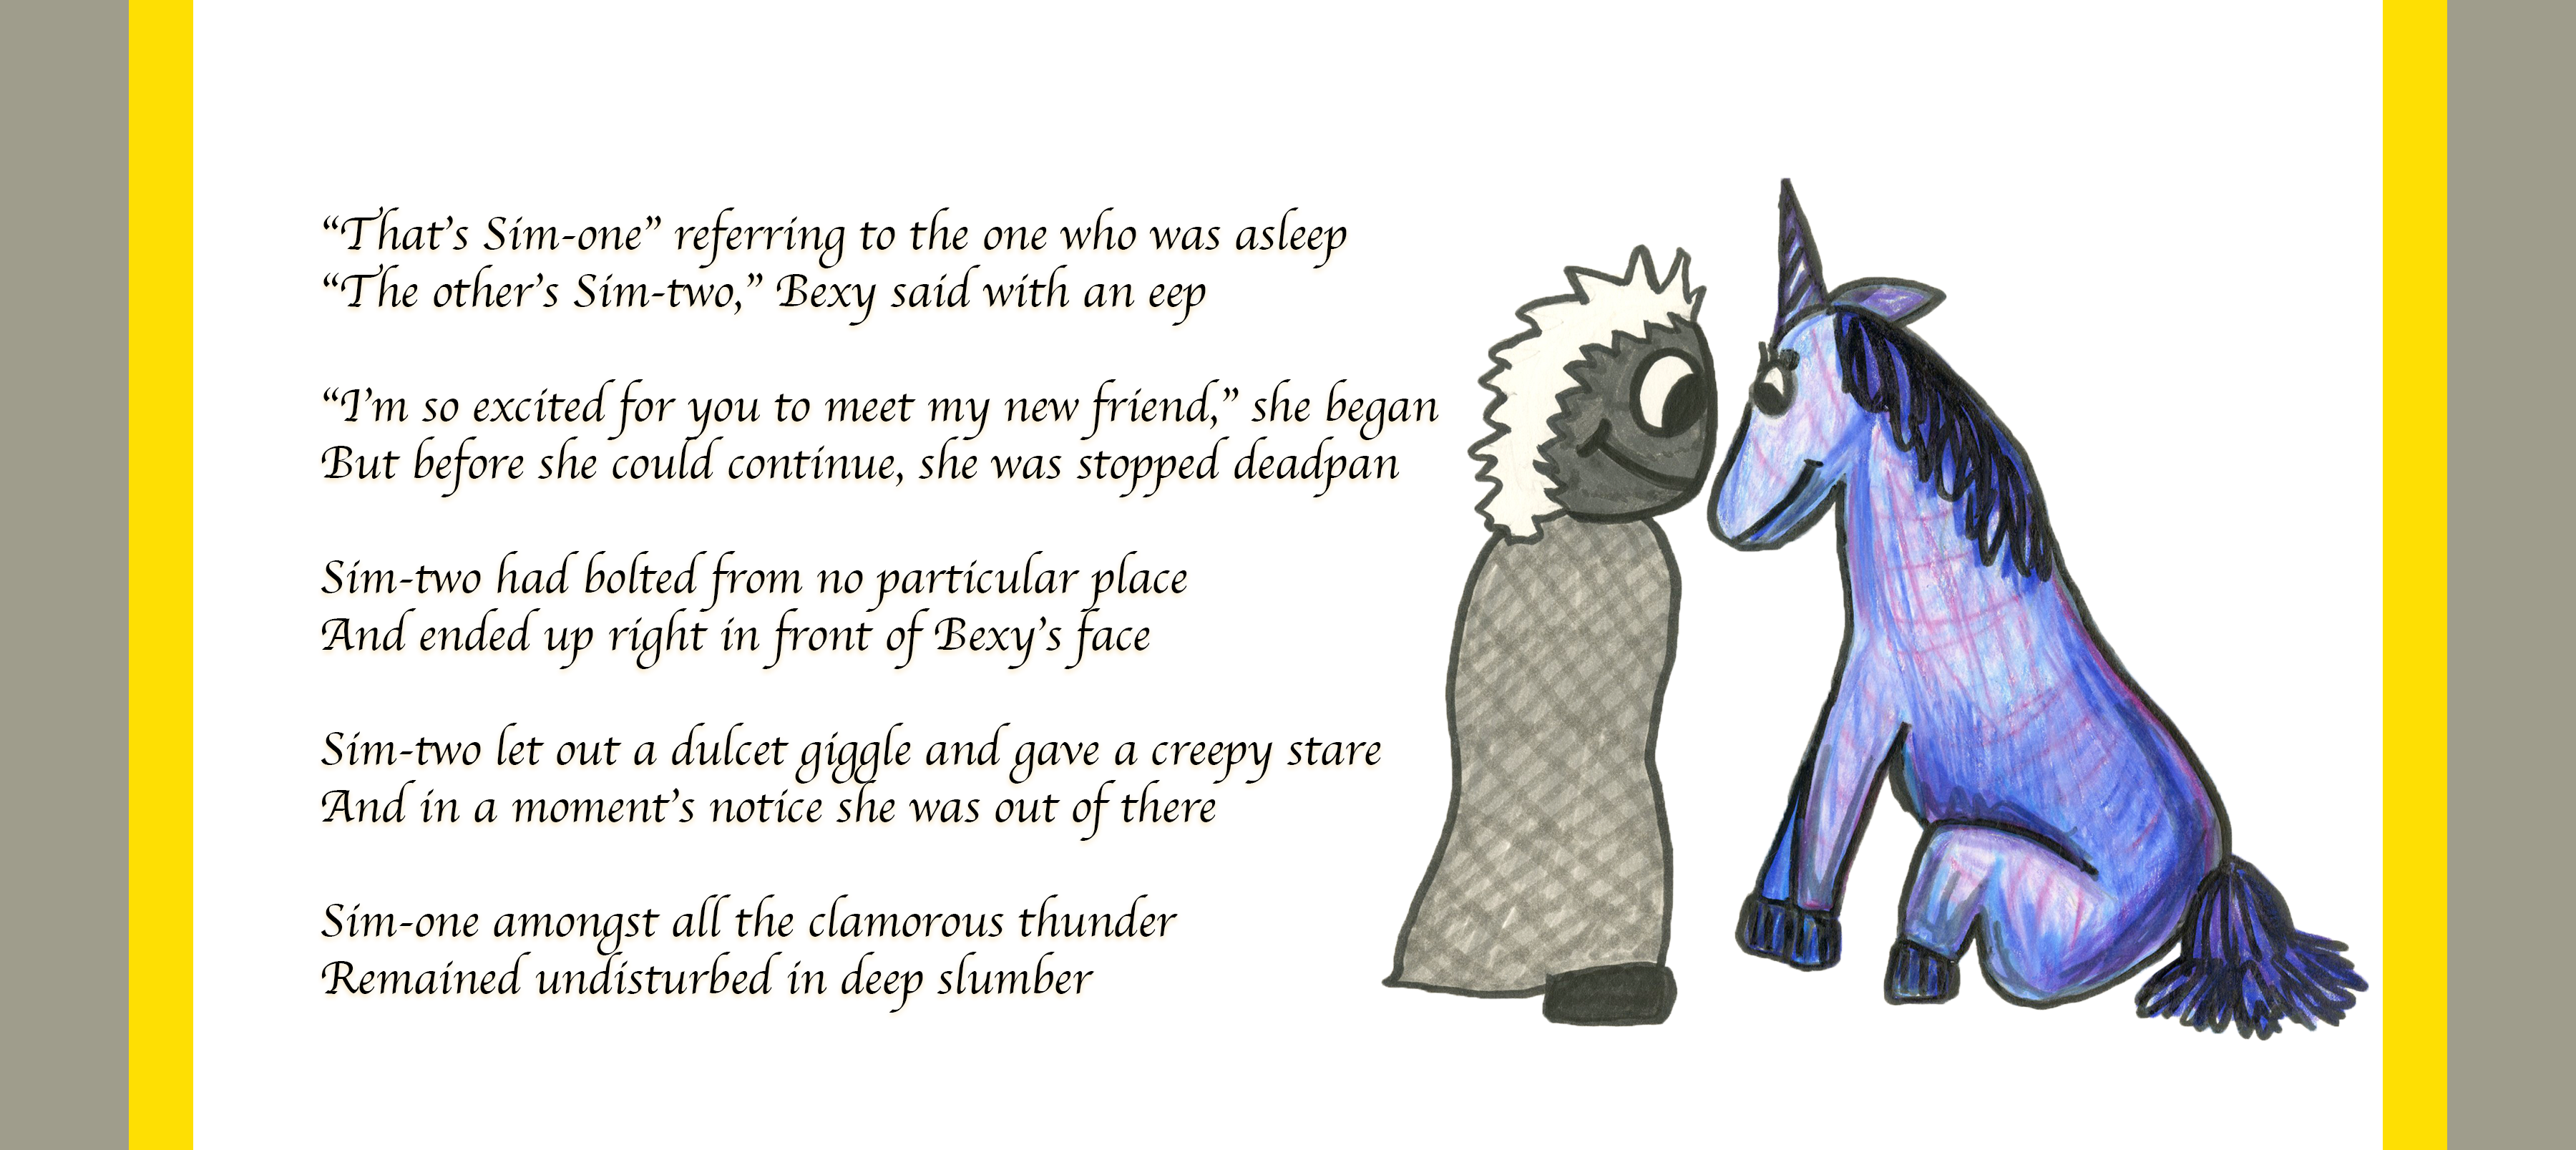 “That’s Sim-one” referring to the one who was asleep
“The other’s Sim-two,” Bexy said with an eep
“I’m so excited for you to meet my new friend,” she began
But before she could continue, she was stopped deadpan
Sim-two had bolted from no particular place
And ended up right in front of Bexy’s face
Sim-two let out a dulcet giggle and gave a creepy stare
And in a moment’s notice she was out of there
Sim-one amongst all the clamorous thunder
Remained undisturbed in deep slumber